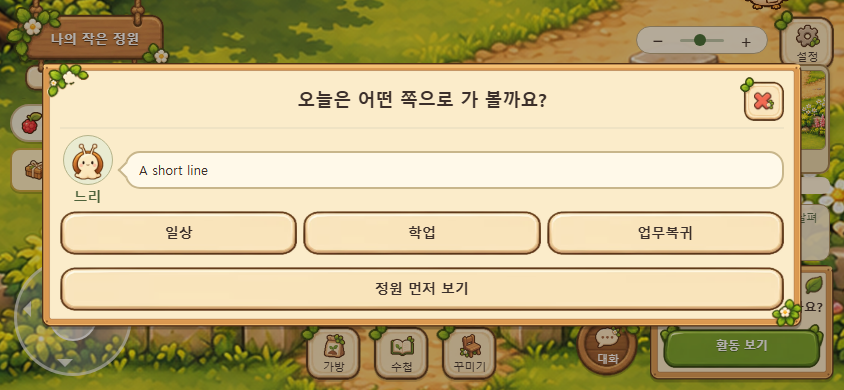 나의 작은 정원
− +
설정
오늘은 어떤 쪽으로 가 볼까요?
느리
A short line
일상
학업
업무복귀
정원 먼저 보기
요?
가방
수첩
꾸미기
대화
활동 보기